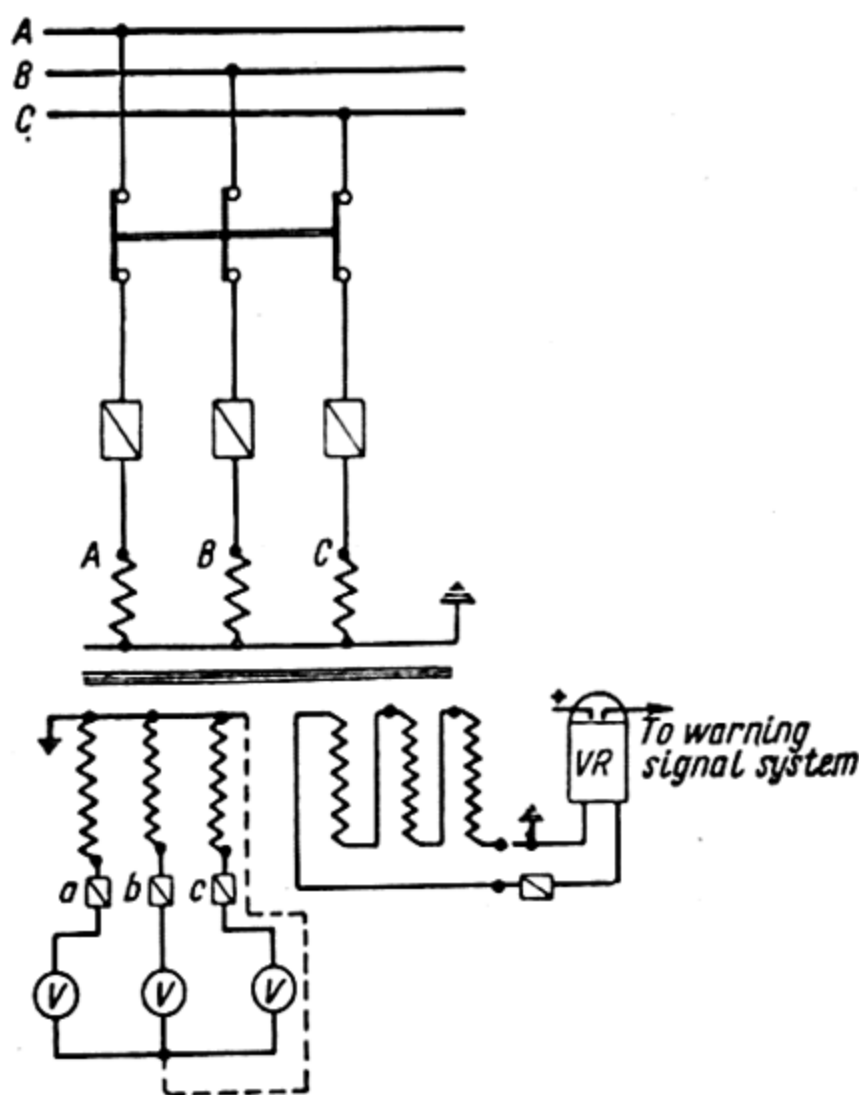 A
B
C
A B C
+
VR
To warning
signal system
a b c
V V V